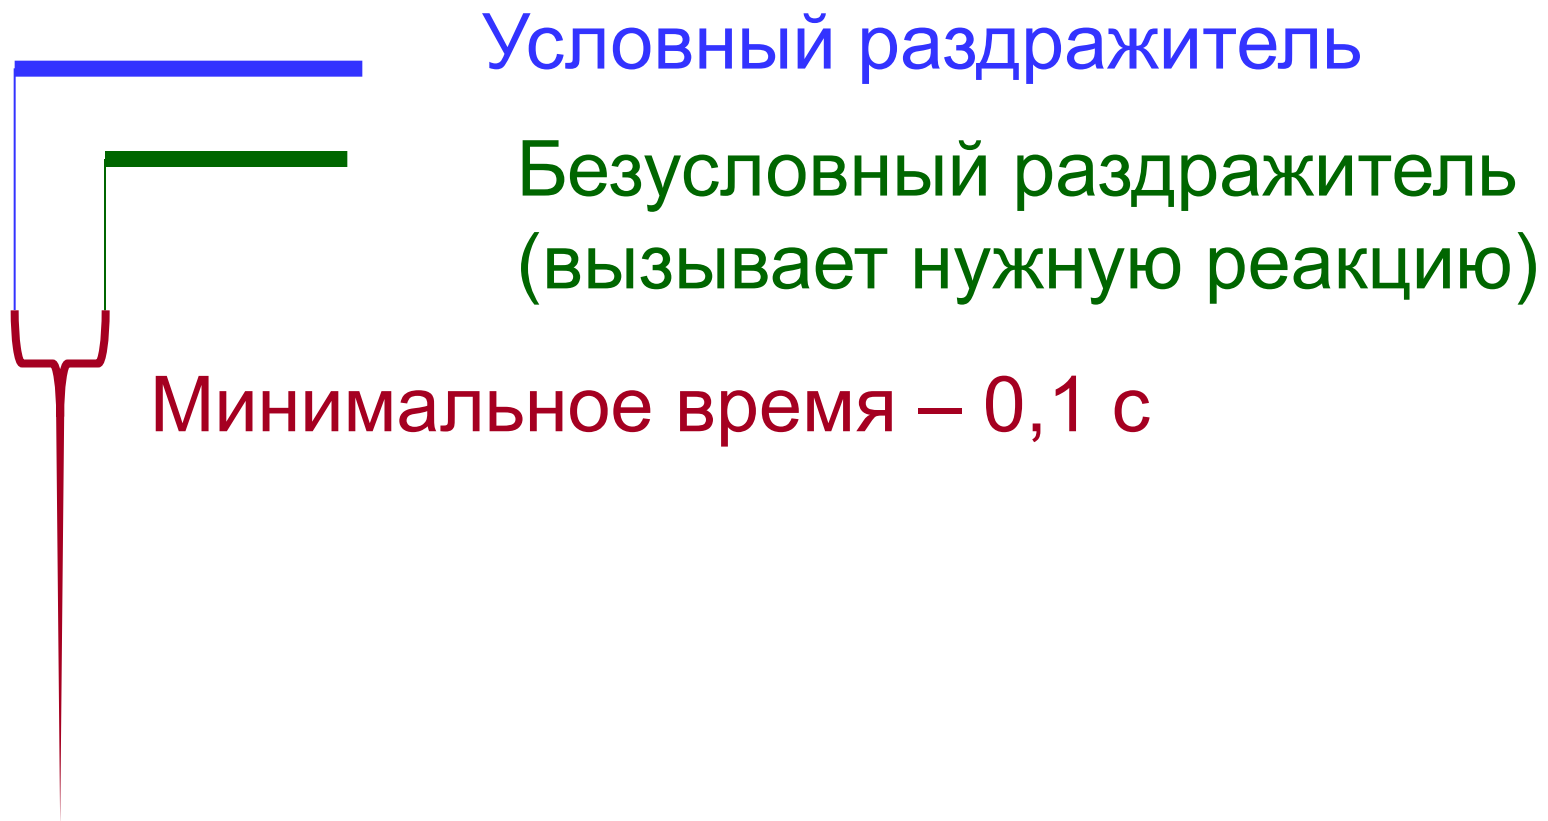 Условный раздражитель
Безусловный раздражитель
(вызывает нужную реакцию)
Минимальное время – 0,1 с